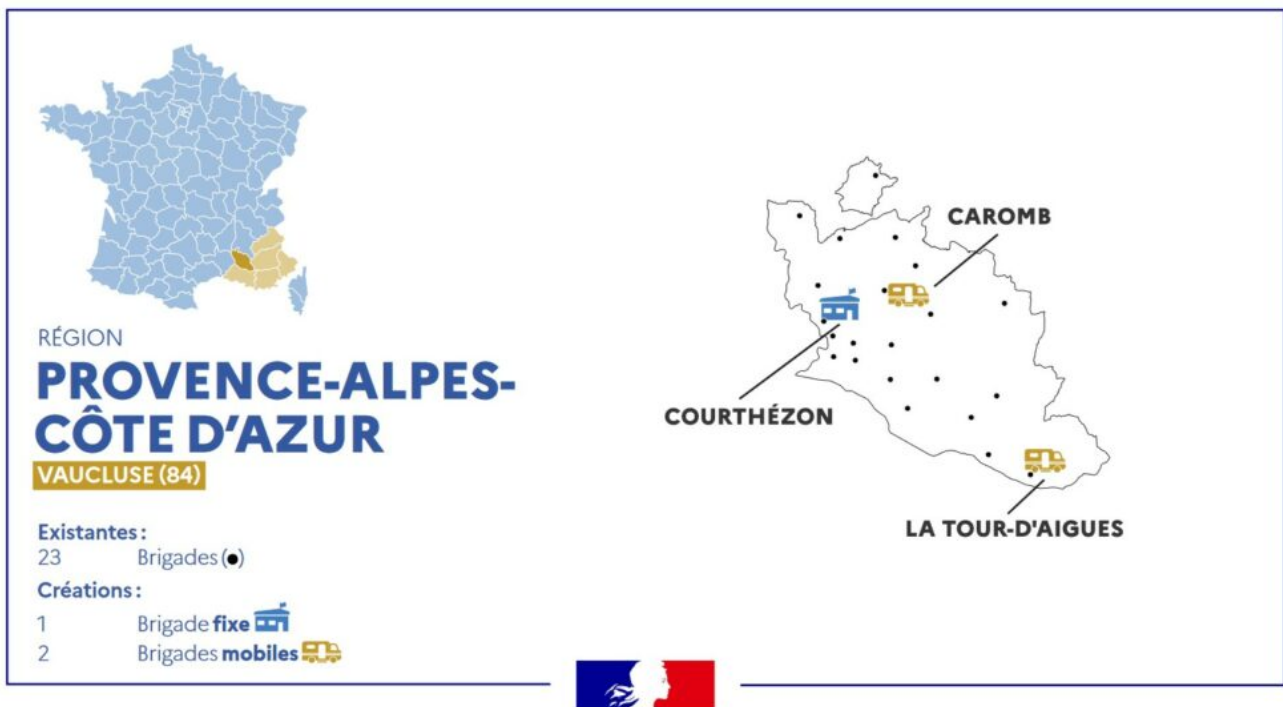 RÉGION
PROVENCE-ALPES-
CÔTE D'AZUR
VAUCLUSE (84)
Existantes :
23 Brigades (●)
Créations :
1 Brigade fixe
2 Brigades mobiles
CAROMB
COURTHÉZON
LA TOUR-D'AIGUES